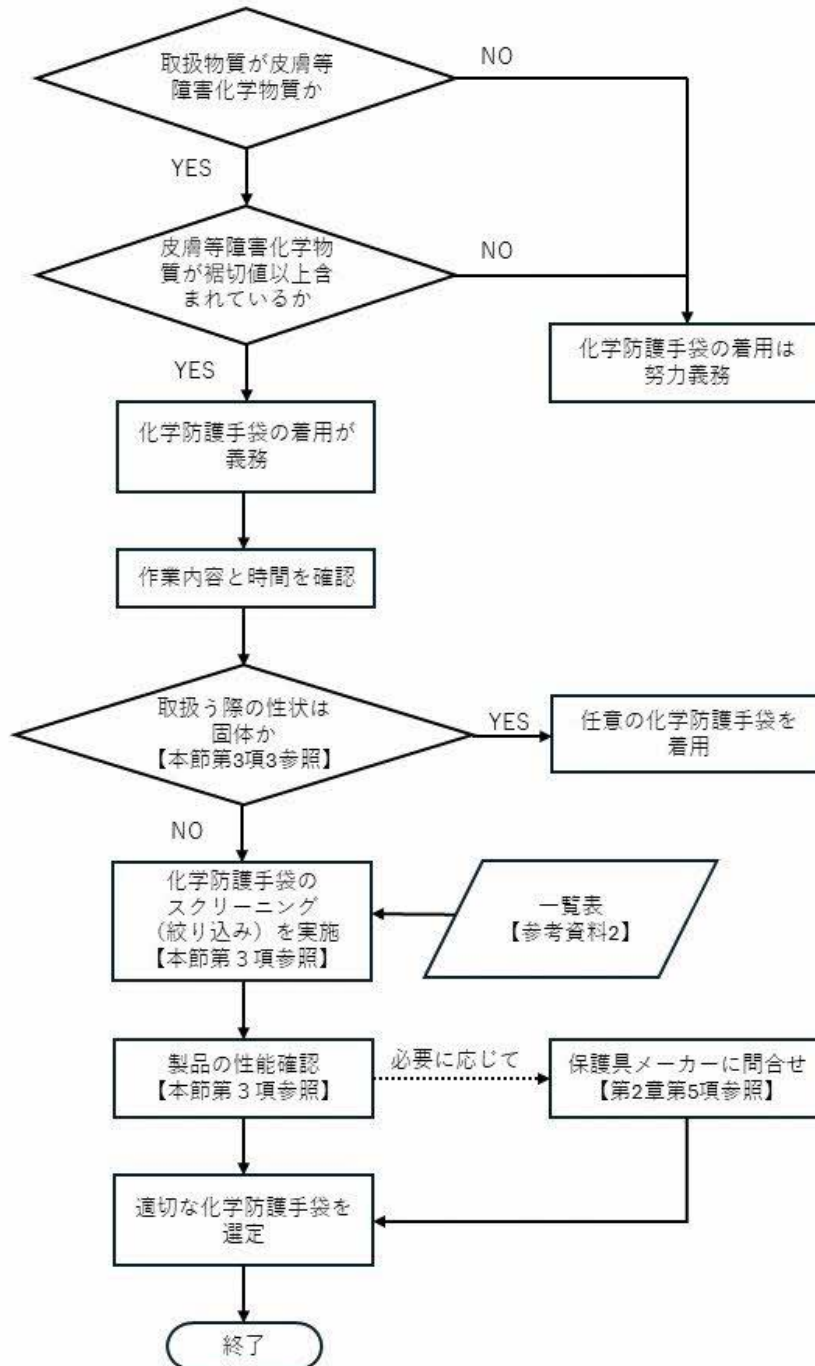 取扱物質が皮膚等
障害化学物質か
NO
YES
皮膚等障害化学物
質が裾切値以上含
まれているか
NO
YES
化学防護手袋の着用は
努力義務
化学防護手袋の着用が
義務
作業内容と時間を確認
取扱う際の性状は
固体か
【本節第3項3参照】
YES
任意の化学防護手袋を
着用
NO
化学防護手袋の
スクリーニング
（絞り込み）を実施
【本節第３項参照】
一覧表
【参考資料2】
製品の性能確認
【本節第３項参照】
必要に応じて
保護具メーカーに問合せ
【第2章第5項参照】
適切な化学防護手袋を
選定
終了